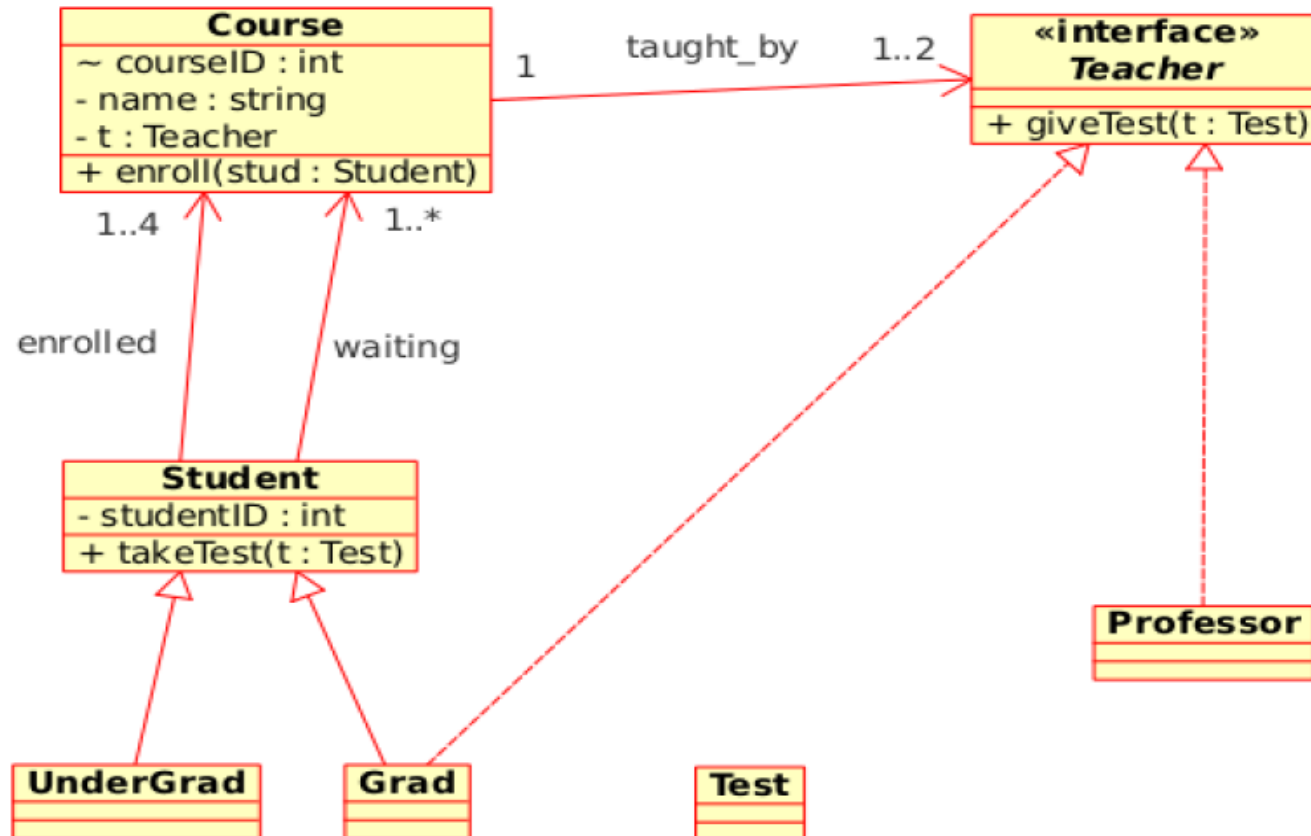 Course
~ courseID : int
- name : string
- t : Teacher
+ enroll(stud : Student)
1
taught_by
1..2
«interface»
Teacher
+ giveTest(t : Test)
1..4
1..*
enrolled
waiting
Student
- studentID : int
+ takeTest(t : Test)
Professor
UnderGrad
Grad
Test